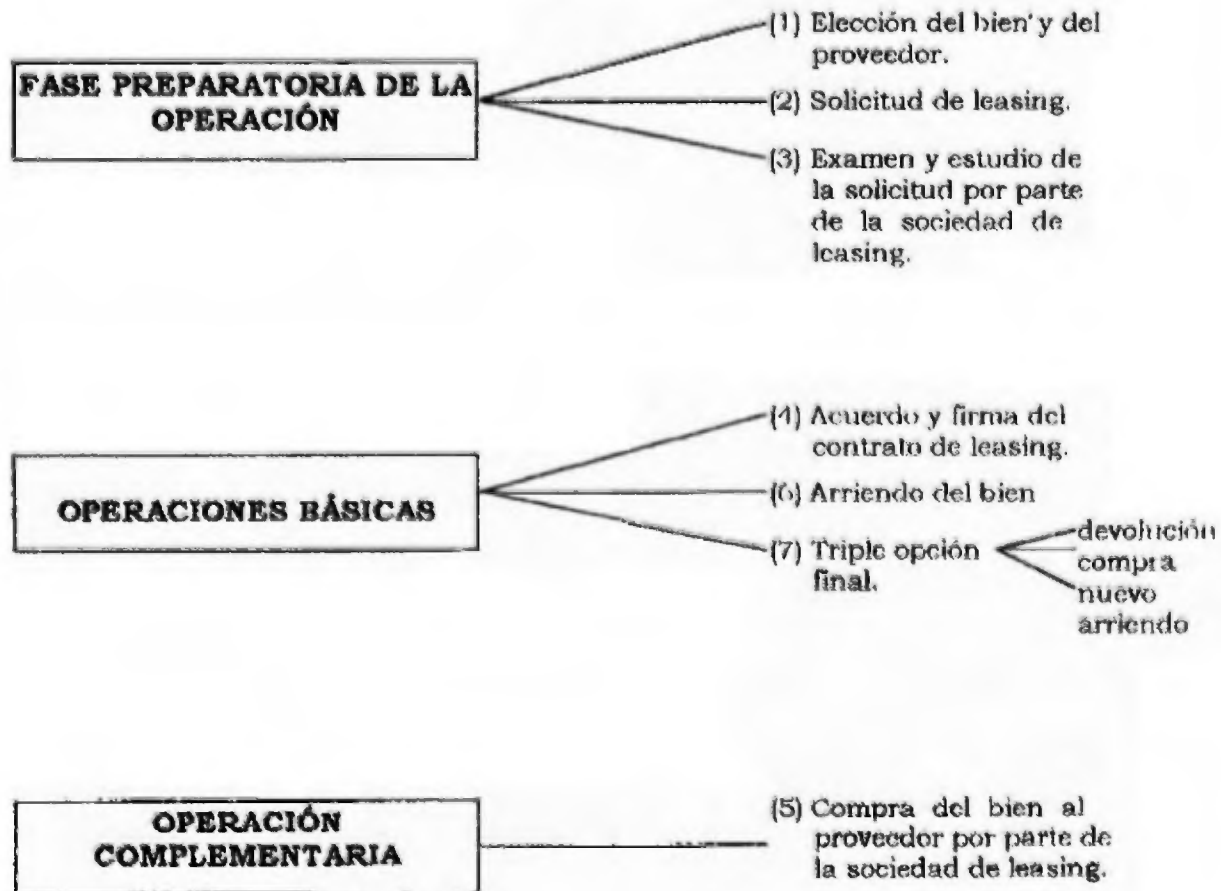 FASE PREPARATORIA DE LA
OPERACIÓN
(1) Elección del bien y del
proveedor.
(2) Solicitud de leasing.
(3) Examen y estudio de
la solicitud por parte
de la sociedad de
leasing.
OPERACIONES BÁSICAS
(4) Acuerdo y firma del
contrato de leasing.
(6) Arriendo del bien
(7) Triple opción
final.
devolución
compra
nuevo
arriendo
OPERACIÓN
COMPLEMENTARIA
(5) Compra del bien al
proveedor por parte de
la sociedad de leasing.